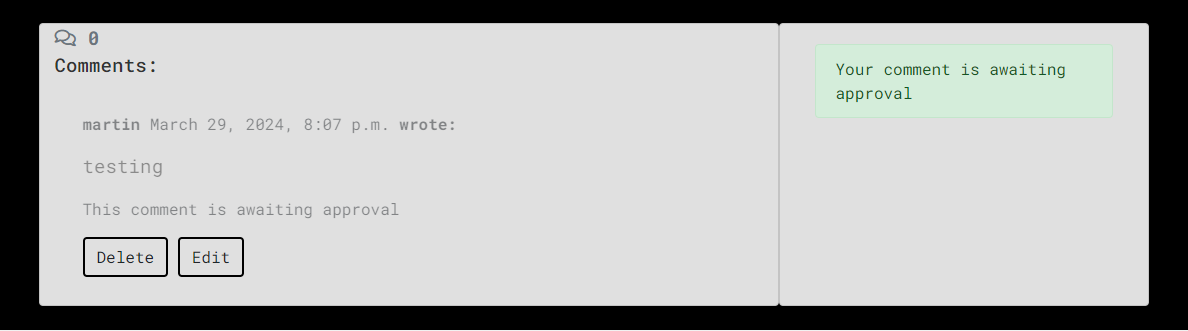 0
Comments:
martin March 29, 2024, 8:07 p.m. wrote:
testing
This comment is awaiting approval
Delete Edit
Your comment is awaiting
approval